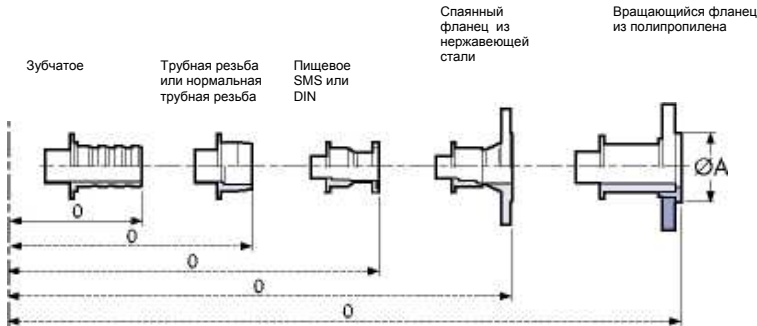 Спаянный
фланец из
нержавеющей
стали
Вращающийся фланец
из полипропилена
Зубчатое
Трубная резьба
или нормальная
трубная резьба
Пищевое
SMS или
DIN
ØA
0
0
0
0
0